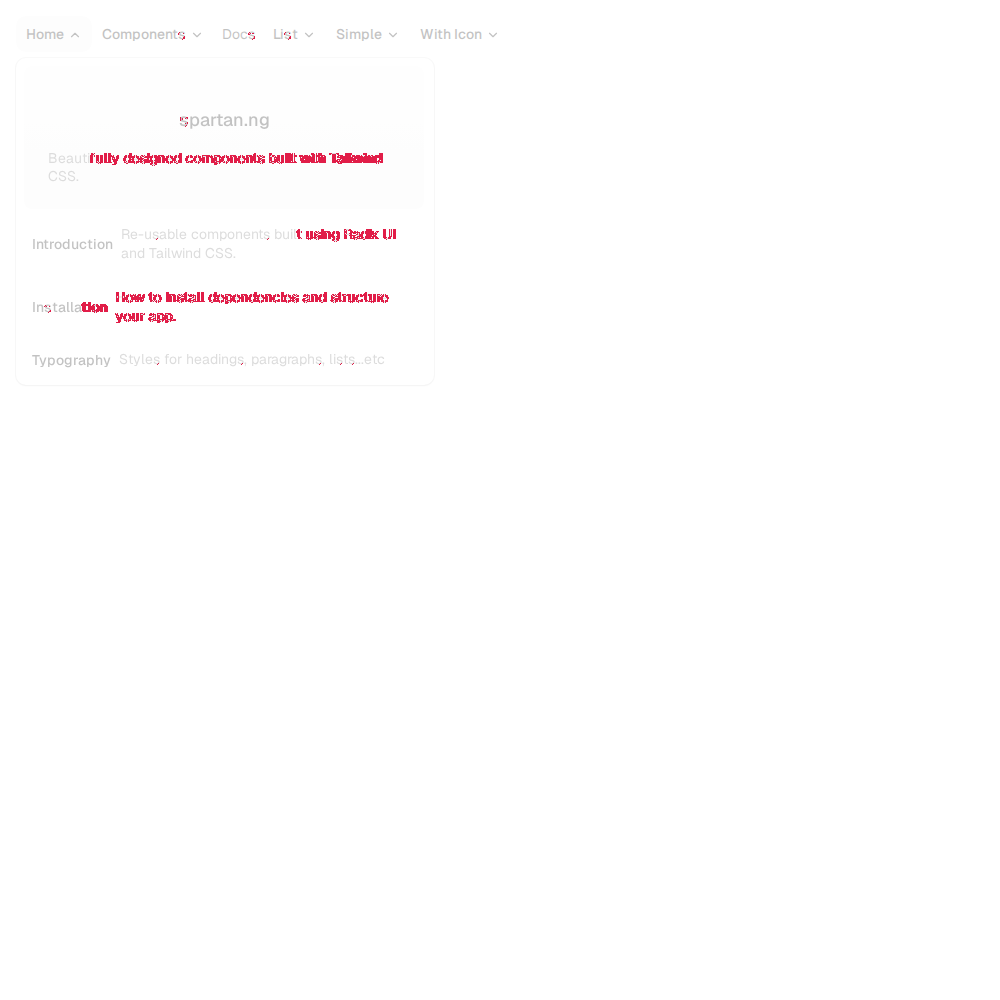 Home Components Docs List Simple With Icon
spartan.ng
Beautifully designed components built with Tailwind
CSS.
Introduction Re-usable components built using Radix UI
and Tailwind CSS.
Installation How to install dependencies and structure
your app.
Typography Styles for headings, paragraphs, lists...etc